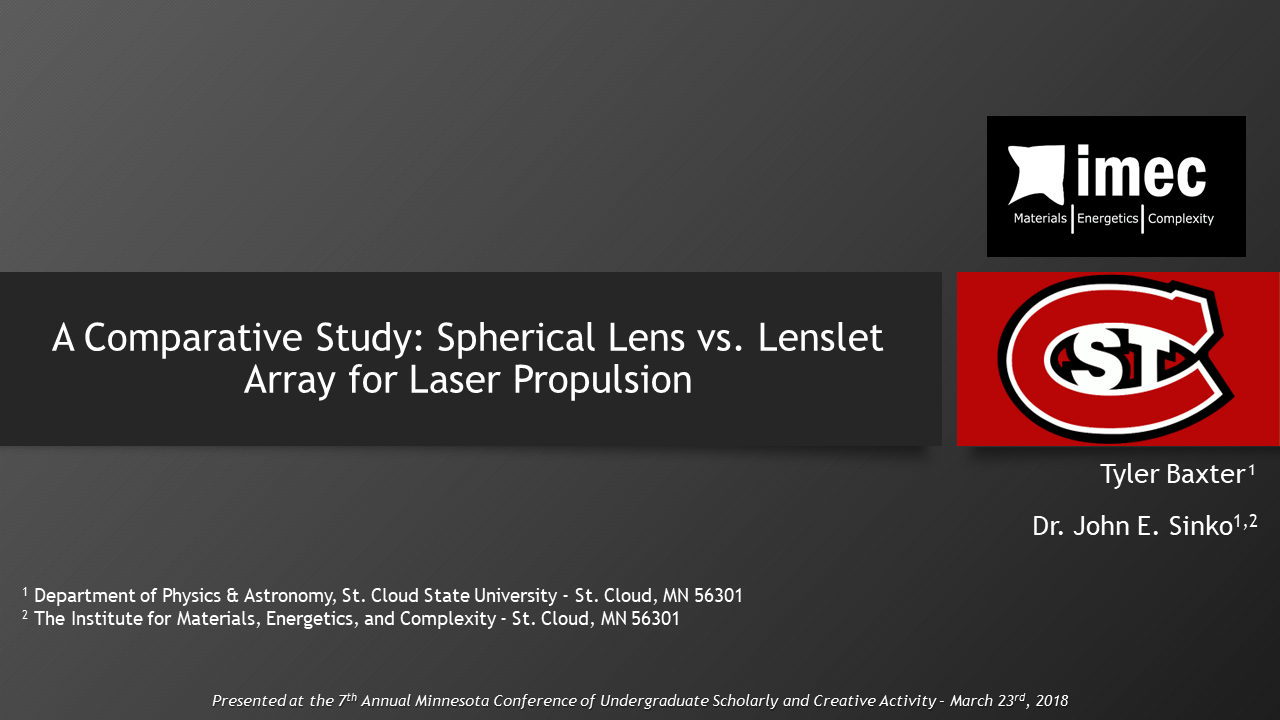 imec
Materials | Energetics | Complexity
A Comparative Study: Spherical Lens vs. Lenslet
Array for Laser Propulsion
ST
Tyler Baxter¹
Dr. John E. Sinko¹,²
¹ Department of Physics & Astronomy, St. Cloud State University - St. Cloud, MN 56301
² The Institute for Materials, Energetics, and Complexity - St. Cloud, MN 56301
Presented at the 7th Annual Minnesota Conference of Undergraduate Scholarly and Creative Activity – March 23rd, 2018